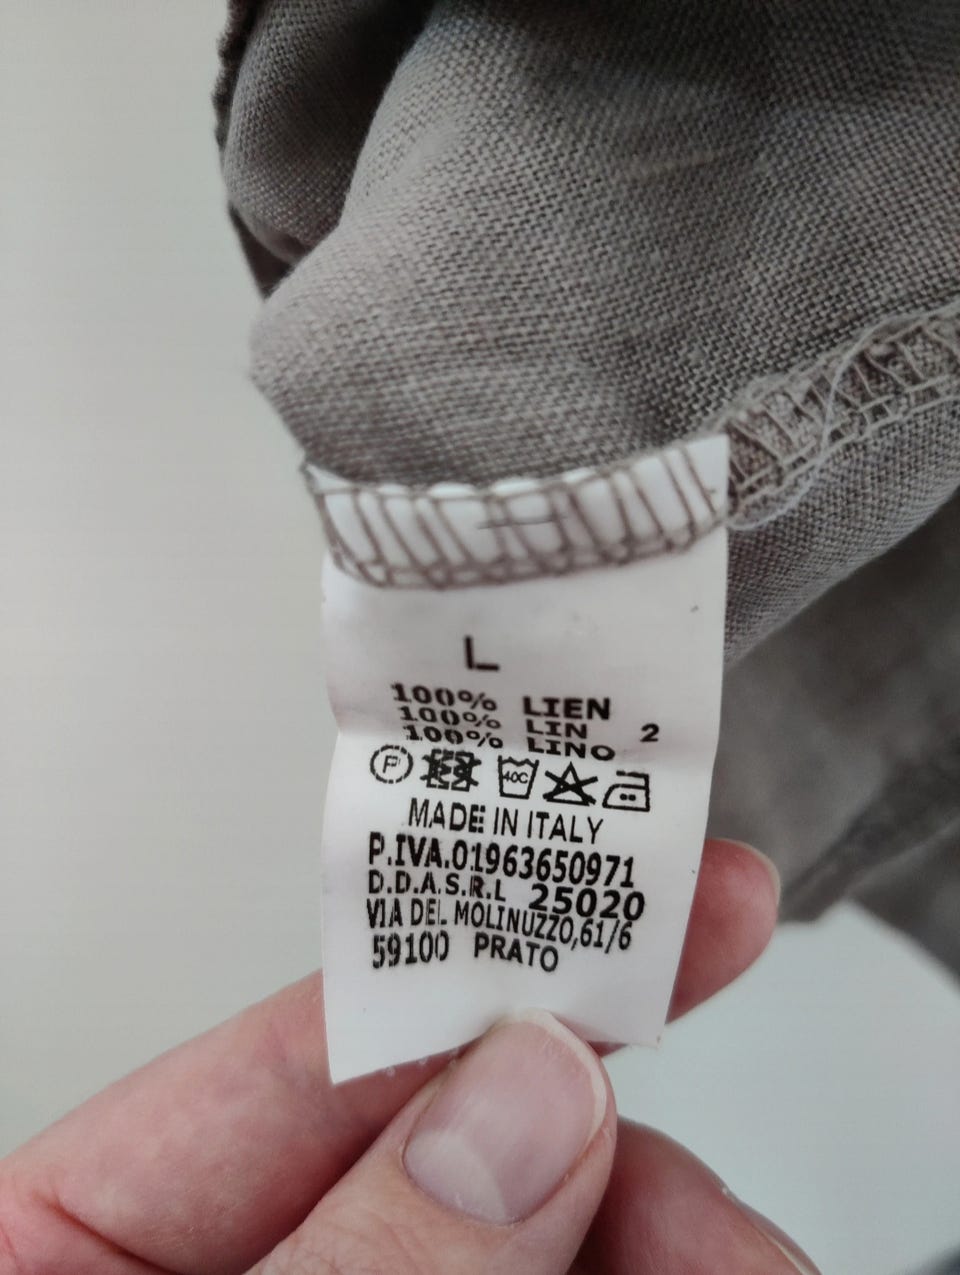 L
100% LIEN
100% LIN 2
100% LINO
P 40C
MADE IN ITALY
P.IVA.01963650971
D.D.A.S.R.L 25020
VIA DEL MOLINUZZO,61/6
59100 PRATO